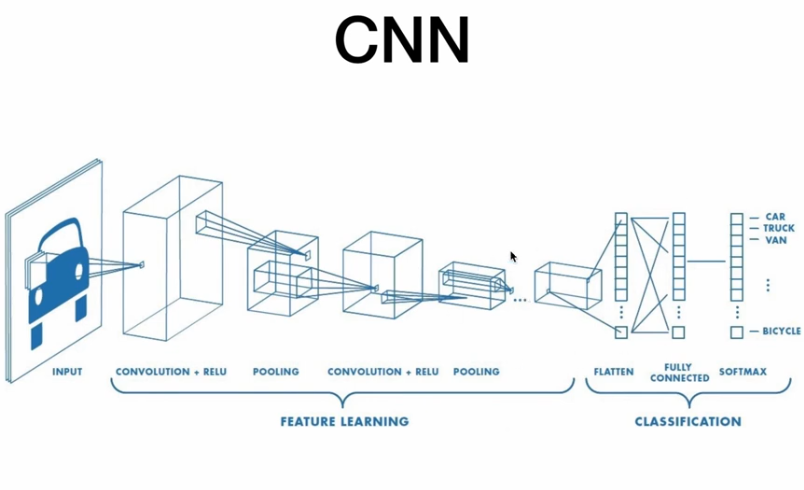 CNN
CAR
TRUCK
VAN
BICYCLE
INPUT
CONVOLUTION + RELU
POOLING
CONVOLUTION + RELU
POOLING
FLATTEN
FULLY
CONNECTED
SOFTMAX
FEATURE LEARNING
CLASSIFICATION